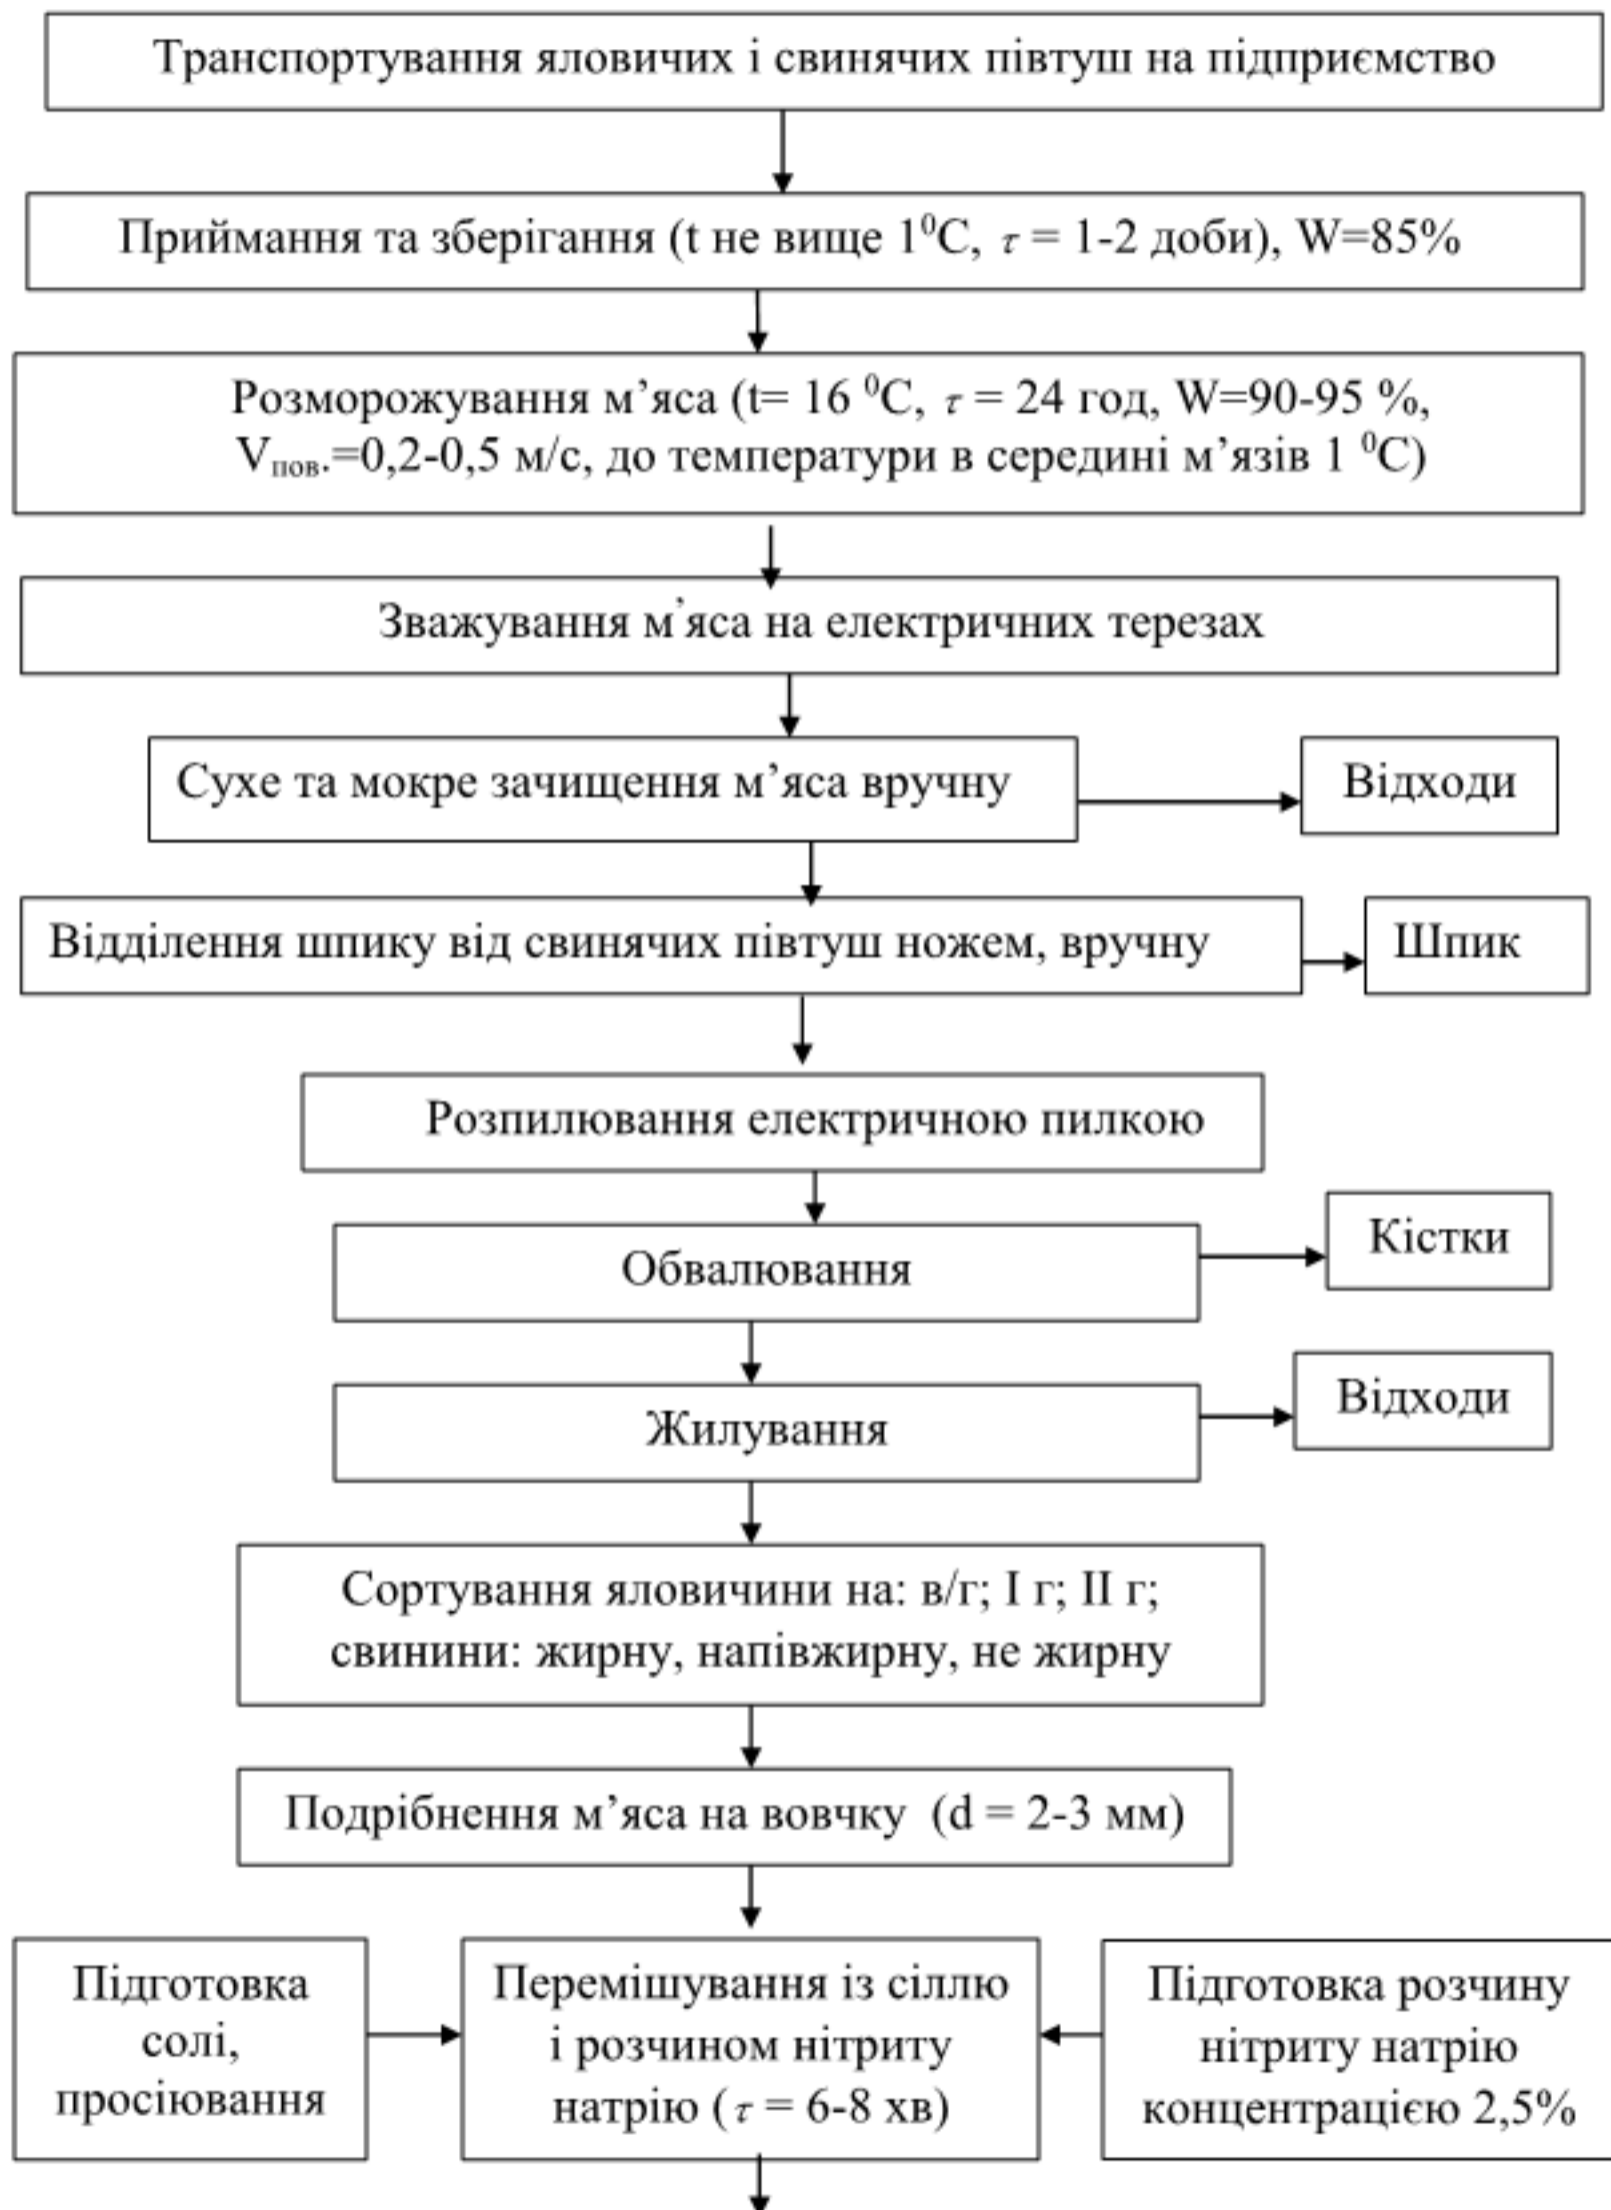 Транспортування яловичих і свинячих півтуш на підприємство
Приймання та зберігання (t не вище 1⁰С, τ = 1-2 доби), W=85%
Розморожування м’яса (t= 16 ⁰С, τ = 24 год, W=90-95 %,
Vпов.=0,2-0,5 м/с, до температури в середині м’язів 1 ⁰С)
Зважування м᾿яса на електричних терезах
Сухе та мокре зачищення м’яса вручну
Відходи
Відділення шпику від свинячих півтуш ножем, вручну
Шпик
Розпилювання електричною пилкою
Обвалювання
Кістки
Жилування
Відходи
Сортування яловичини на: в/г; І г; ІІ г;
свинини: жирну, напівжирну, не жирну
Подрібнення м’яса на вовчку (d = 2-3 мм)
Підготовка
солі,
просіювання
Перемішування із сіллю
і розчином нітриту
натрію (τ = 6-8 хв)
Підготовка розчину
нітриту натрію
концентрацією 2,5%